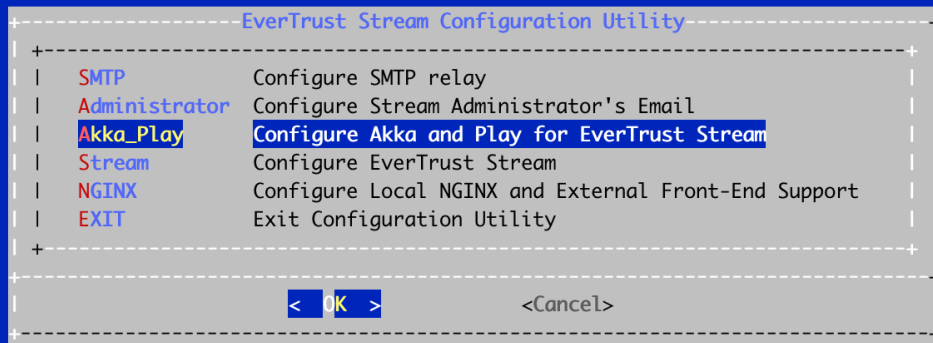 EverTrust Stream Configuration Utility
SMTP Configure SMTP relay
Administrator Configure Stream Administrator's Email
Akka_Play Configure Akka and Play for EverTrust Stream
Stream Configure EverTrust Stream
NGINX Configure Local NGINX and External Front-End Support
EXIT Exit Configuration Utility
< OK > <Cancel>